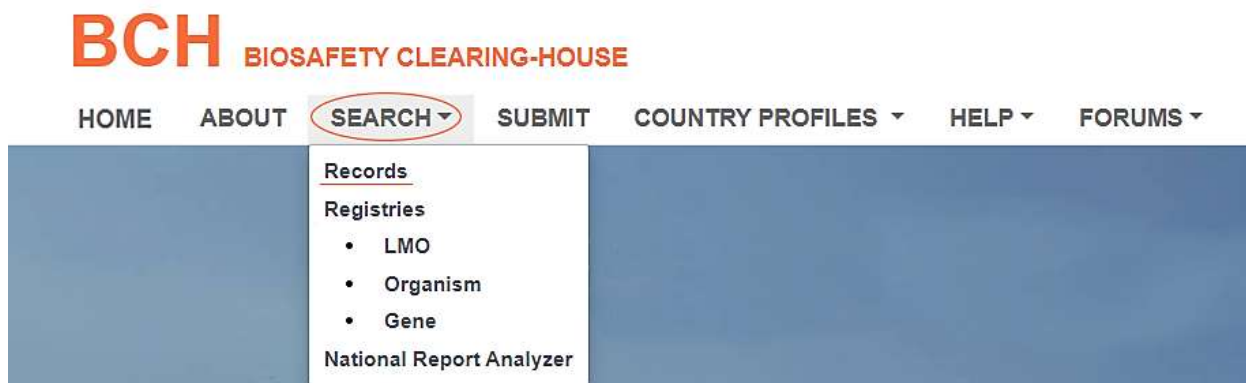 BCH BIOSAFETY CLEARING-HOUSE
HOME ABOUT SEARCH SUBMIT COUNTRY PROFILES HELP FORUMS
Records
Registries
• LMO
• Organism
• Gene
National Report Analyzer